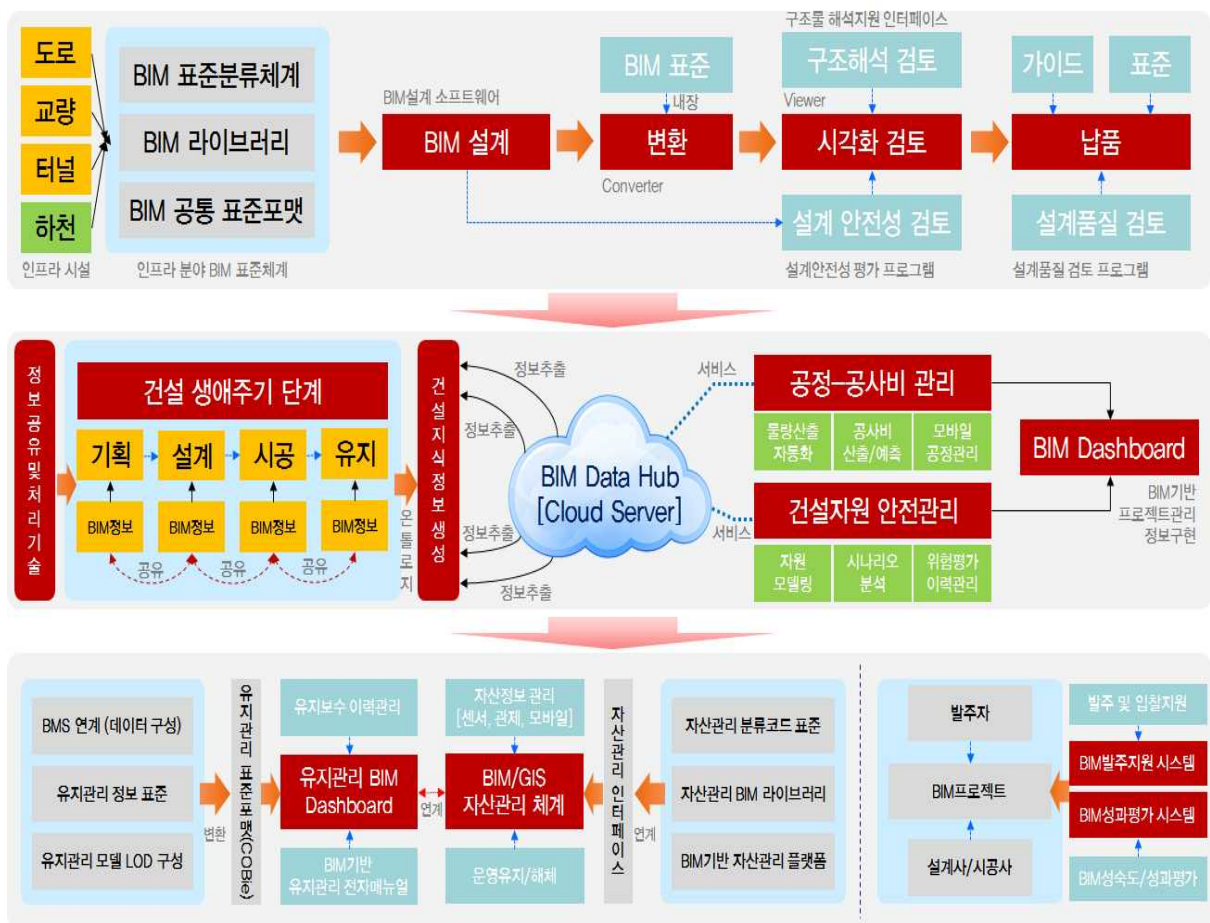 도로
교량
터널
하천
인프라 시설
BIM 표준분류체계
BIM 라이브러리
BIM 공통 표준포맷
인프라 분야 BIM 표준체계
BIM설계 소프트웨어
BIM 설계
BIM 표준
내장
변환
Converter
구조물 해석지원 인터페이스
구조해석 검토
Viewer
시각화 검토
설계 안전성 검토
설계안전성 평가 프로그램
가이드
표준
납품
설계품질 검토
설계품질 검토 프로그램
정보공유및처리기술
건설 생애주기 단계
기획
설계
시공
유지
BIM정보
BIM정보
BIM정보
BIM정보
공유
공유
공유
온톨로지
건설지식정보생성
정보추출
정보추출
정보추출
정보추출
BIM Data Hub
[Cloud Server]
서비스
서비스
공정-공사비 관리
물량산출
자동화
공사비
산출/예측
모바일
공정관리
건설자원 안전관리
자원
모델링
시나리오
분석
위험평가
이력관리
BIM Dashboard
BIM기반
프로젝트관리
정보구현
BMS 연계 (데이터 구성)
유지관리 정보 표준
유지관리 모델 LOD 구성
변환
유지관리 표준포맷(COBie)
유지보수 이력관리
유지관리 BIM
Dashboard
BIM기반
유지관리 전자메뉴얼
연계
자산정보 관리
[센서, 관제, 모바일]
BIM/GIS
자산관리 체계
운영유지/해체
자산관리 인터페이스
연계
자산관리 분류코드 표준
자산관리 BIM 라이브러리
BIM기반 자산관리 플랫폼
발주자
BIM프로젝트
설계사/시공사
발주 및 입찰지원
BIM발주지원 시스템
BIM성과평가 시스템
BIM성숙도/성과평가